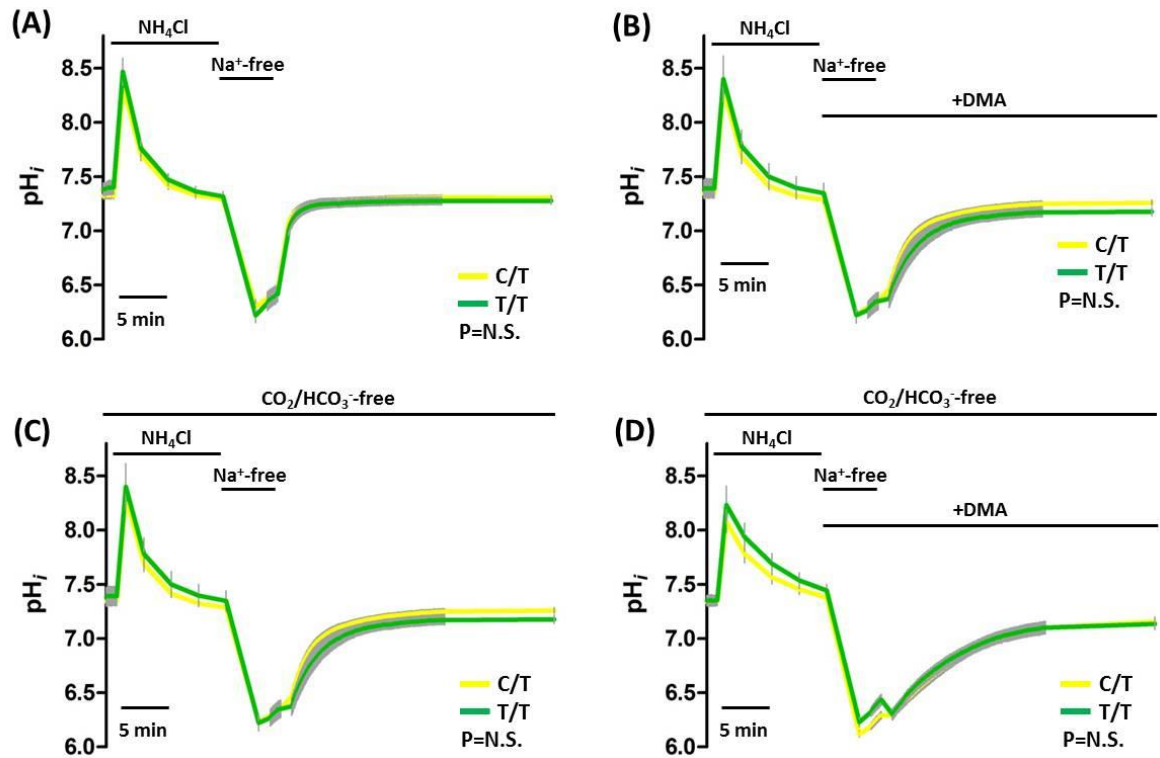 (A)
NH₄Cl
Na⁺-free
8.5
8.0
7.5
7.0
6.5
6.0
pHᵢ
5 min
C/T
T/T
P=N.S.
(B)
NH₄Cl
Na⁺-free
+DMA
8.5
8.0
7.5
7.0
6.5
6.0
pHᵢ
5 min
C/T
T/T
P=N.S.
CO₂/HCO₃⁻-free
(C)
NH₄Cl
Na⁺-free
8.5
8.0
7.5
7.0
6.5
6.0
pHᵢ
5 min
C/T
T/T
P=N.S.
CO₂/HCO₃⁻-free
(D)
NH₄Cl
Na⁺-free
+DMA
8.5
8.0
7.5
7.0
6.5
6.0
pHᵢ
5 min
C/T
T/T
P=N.S.